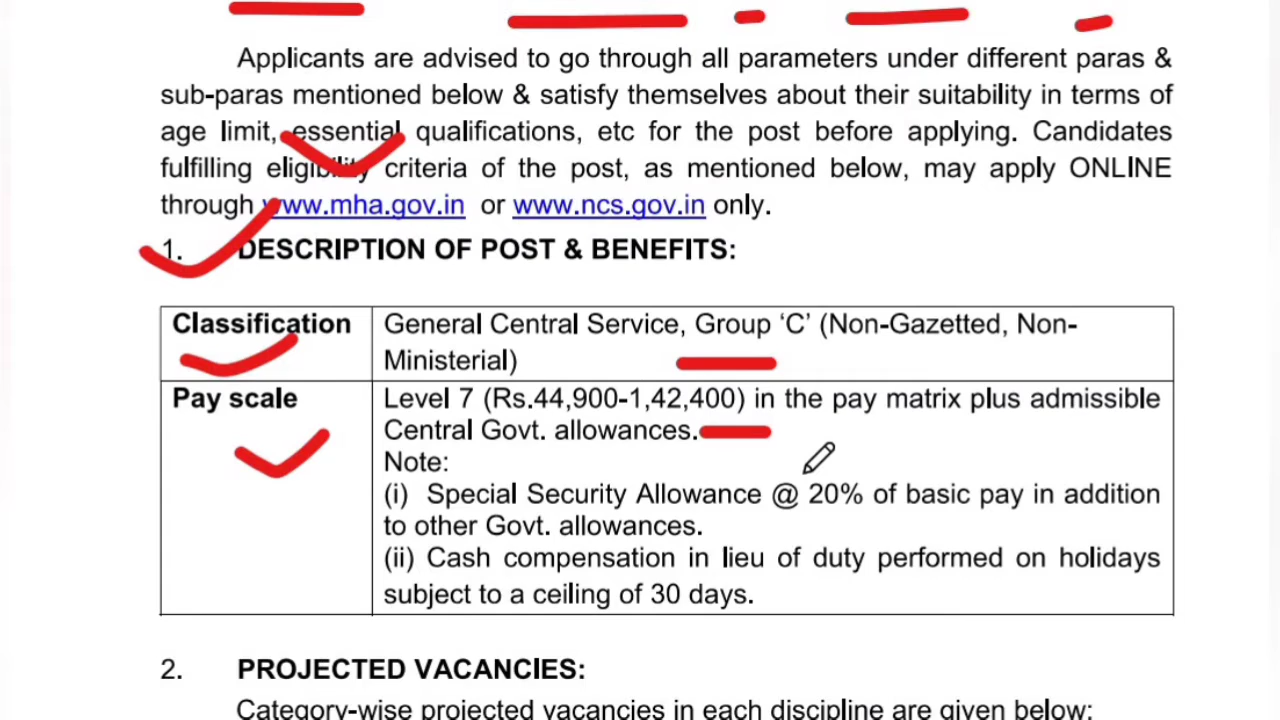 Applicants are advised to go through all parameters under different paras &
sub-paras mentioned below & satisfy themselves about their suitability in terms of
age limit, essential qualifications, etc for the post before applying. Candidates
fulfilling eligibility criteria of the post, as mentioned below, may apply ONLINE
through www.mha.gov.in or www.ncs.gov.in only.
1. DESCRIPTION OF POST & BENEFITS:
Classification General Central Service, Group ‘C’ (Non-Gazetted, Non-
Ministerial)
Pay scale Level 7 (Rs.44,900-1,42,400) in the pay matrix plus admissible
Central Govt. allowances.
Note:
(i) Special Security Allowance @ 20% of basic pay in addition
to other Govt. allowances.
(ii) Cash compensation in lieu of duty performed on holidays
subject to a ceiling of 30 days.
2. PROJECTED VACANCIES:
Category-wise projected vacancies in each discipline are given below: